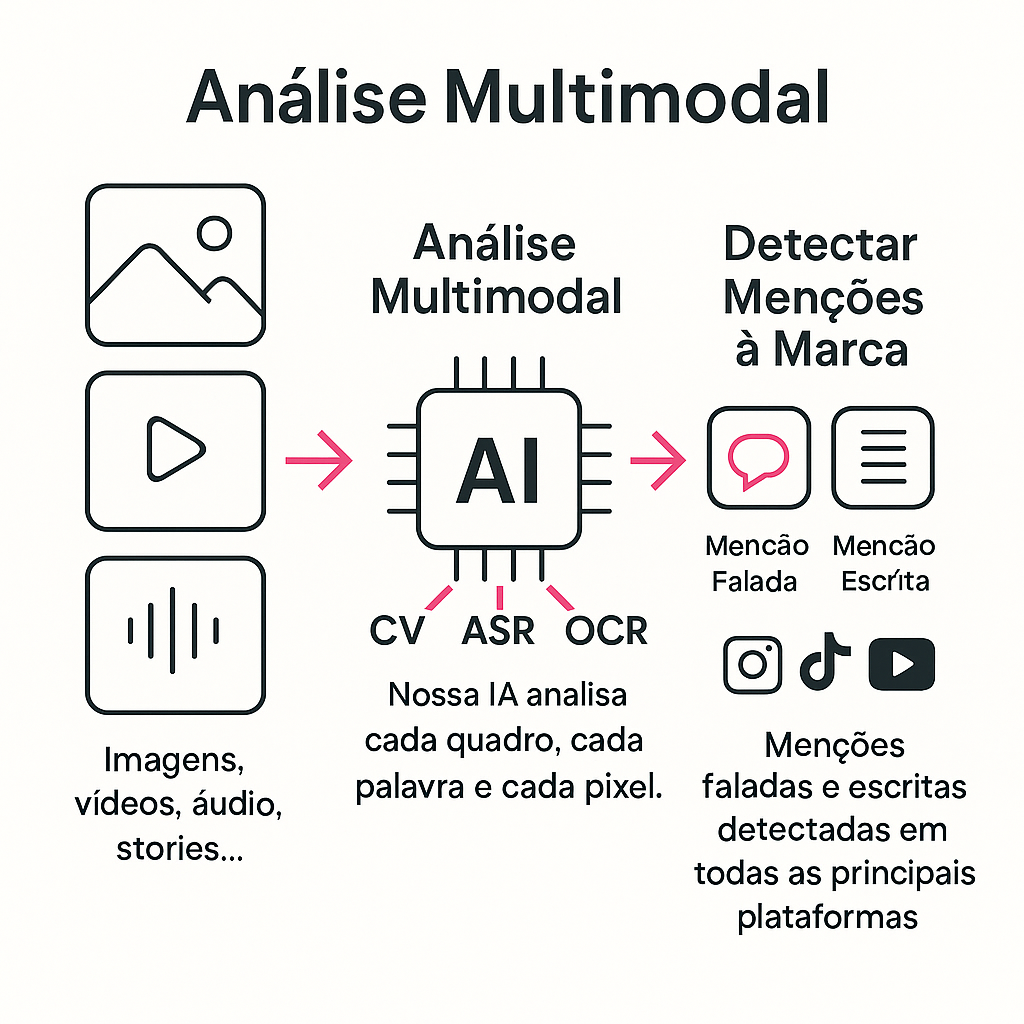 Análise Multimodal
Imagens,
vídeos, áudio,
stories...
Análise
Multimodal
AI
CV ASR OCR
Nossa IA analisa
cada quadro, cada
palavra e cada pixel.
Detectar
Menções
à Marca
Mencão
Falada
Mencão
Escŕita
Menções
faladas e escritas
detectadas em
todas as principais
plataformas